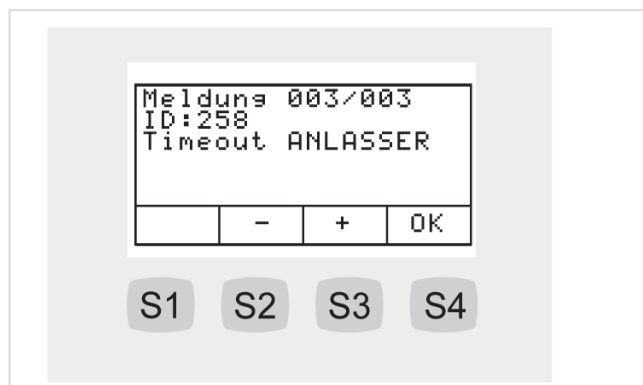 Meldung 003/003
ID:258
Timeout ANLASSER
- + OK
S1 S2 S3 S4